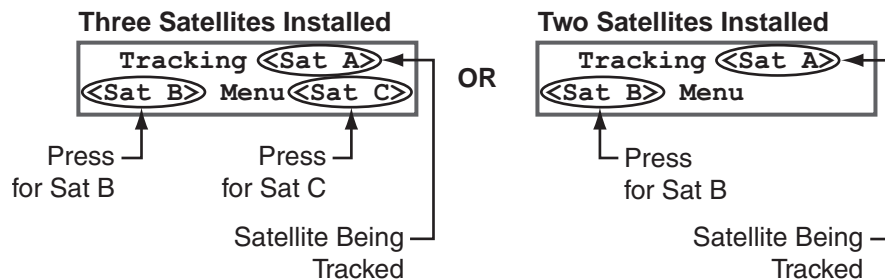 Three Satellites Installed
Tracking <Sat A>
<Sat B> Menu<Sat C>
Press
for Sat B
Press
for Sat C
Satellite Being
Tracked
OR
Two Satellites Installed
Tracking <Sat A>
<Sat B> Menu
Press
for Sat B
Satellite Being
Tracked